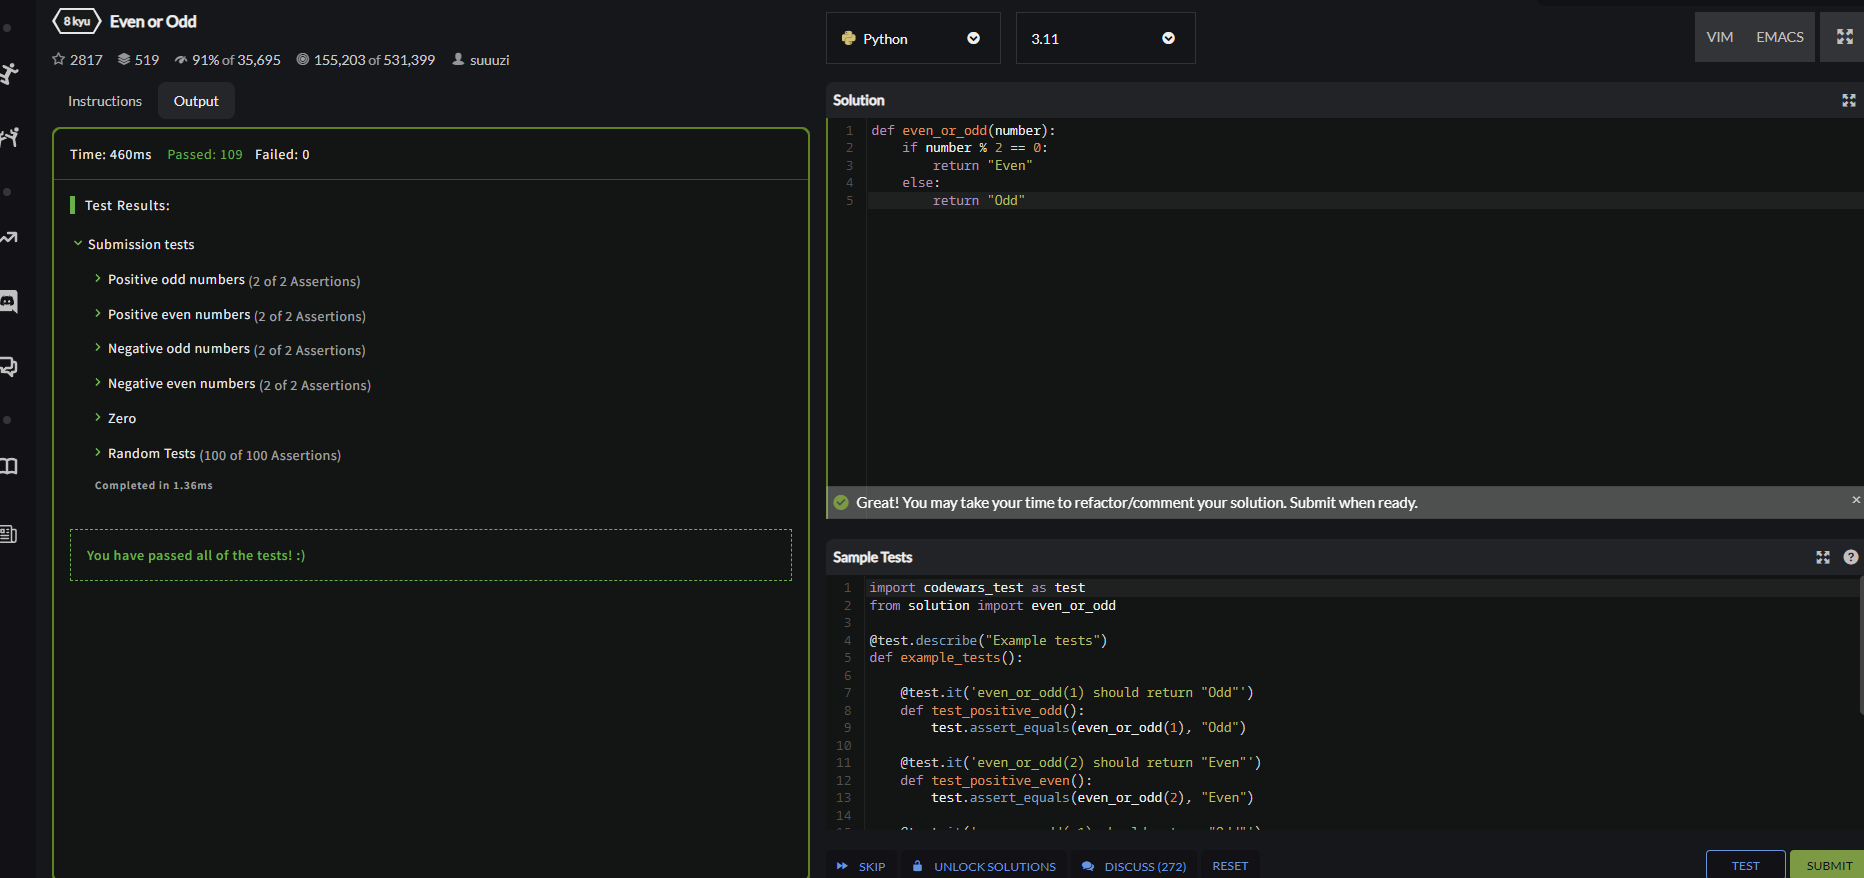 8 kyu Even or Odd
2817 519 91% of 35,695 155,203 of 531,399 suuuzi
Instructions Output
Time: 460ms Passed: 109 Failed: 0
Test Results:
Submission tests
Positive odd numbers (2 of 2 Assertions)
Positive even numbers (2 of 2 Assertions)
Negative odd numbers (2 of 2 Assertions)
Negative even numbers (2 of 2 Assertions)
Zero
Random Tests (100 of 100 Assertions)
Completed in 1.36ms
You have passed all of the tests! :)
Python 3.11 VIM EMACS
Solution
1 def even_or_odd(number):
2     if number % 2 == 0:
3         return "Even"
4     else:
5         return "Odd"
Great! You may take your time to refactor/comment your solution. Submit when ready. ×
Sample Tests ?
1 import codewars_test as test
2 from solution import even_or_odd
3
4 @test.describe("Example tests")
5 def example_tests():
6
7     @test.it('even_or_odd(1) should return "Odd"')
8     def test_positive_odd():
9         test.assert_equals(even_or_odd(1), "Odd")
10
11     @test.it('even_or_odd(2) should return "Even"')
12     def test_positive_even():
13         test.assert_equals(even_or_odd(2), "Even")
14
SKIP UNLOCK SOLUTIONS DISCUSS (272) RESET TEST SUBMIT